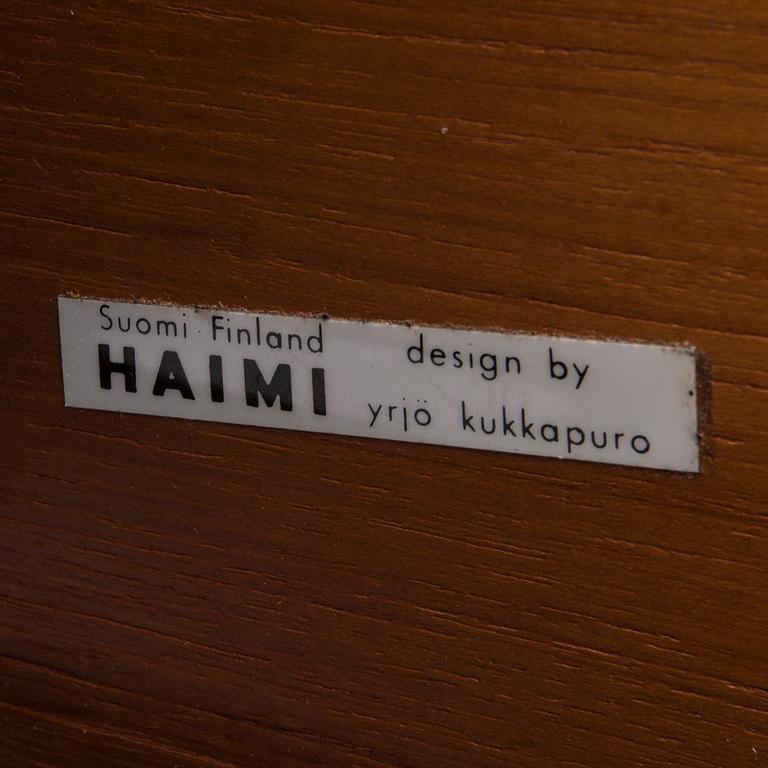 Suomi Finland
HAIMI
design by
yrjö kukkapuro